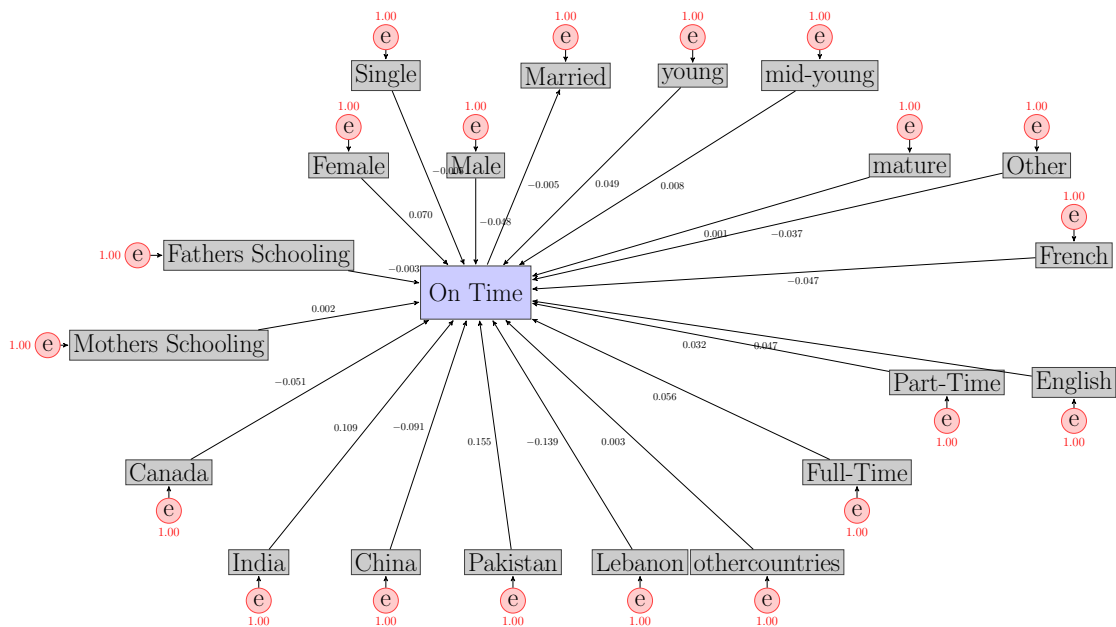 1.00 1.00 1.00 1.00
e e e e
Single Married young mid-young
1.00 1.00 1.00 1.00
e e e e
Female Male mature Other
1.00
e
1.00 e Fathers Schooling French
0.070 −0.048 −0.005 0.049 0.008
0.001 −0.037
−0.003 −0.047
On Time
0.002
1.00 e Mothers Schooling
0.032 0.047
Part-Time English
−0.051 0.056
e e
1.00 1.00
0.109 −0.091 0.155 −0.139 0.003
Canada Full-Time
e e
1.00 1.00
India China Pakistan Lebanon othercountries
e e e e e
1.00 1.00 1.00 1.00 1.00